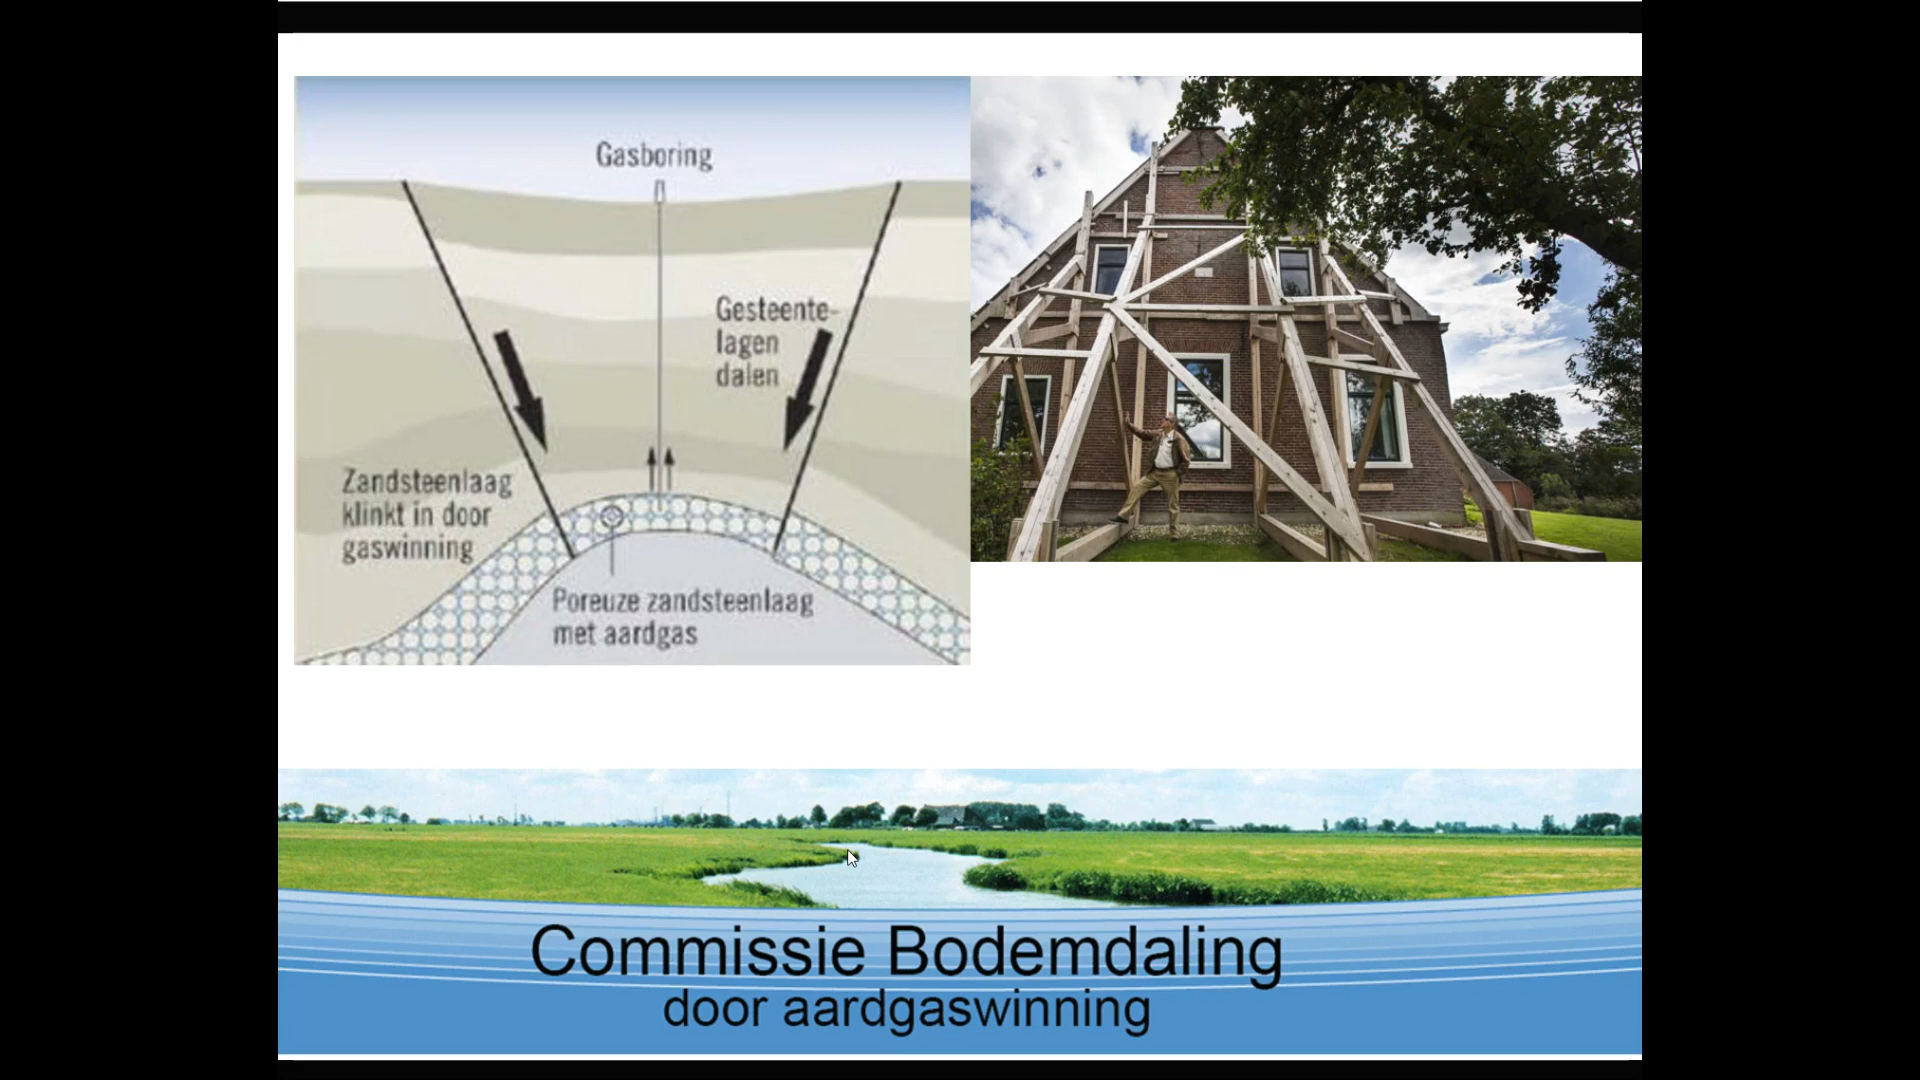 Gasboring
Gesteente-
lagen
dalen
Zandsteenlaag
klinkt in door
gaswinning
Poreuze zandsteenlaag
met aardgas
Commissie Bodemdaling
door aardgaswinning